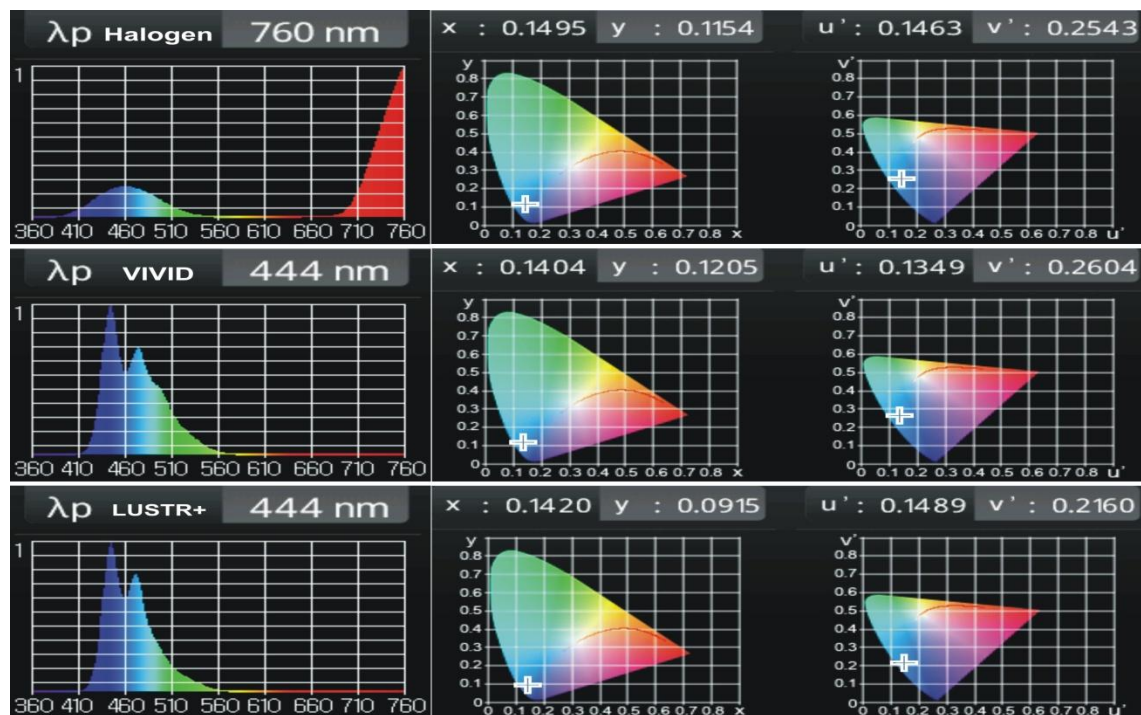 λp Halogen 760 nm
x : 0.1495 y : 0.1154
u' : 0.1463 v' : 0.2543
1
360 410 460 510 560 610 660 710 760
y
0.8
0.7
0.6
0.5
0.4
0.3
0.2
0.1
0 0.1 0.2 0.3 0.4 0.5 0.6 0.7 0.8 x
v'
0.8
0.7
0.6
0.5
0.4
0.3
0.2
0.1
0 0.1 0.2 0.3 0.4 0.5 0.6 0.7 0.8 u'
λp VIVID 444 nm
x : 0.1404 y : 0.1205
u' : 0.1349 v' : 0.2604
1
360 410 460 510 560 610 660 710 760
y
0.8
0.7
0.6
0.5
0.4
0.3
0.2
0.1
0 0.1 0.2 0.3 0.4 0.5 0.6 0.7 0.8 x
v'
0.8
0.7
0.6
0.5
0.4
0.3
0.2
0.1
0 0.1 0.2 0.3 0.4 0.5 0.6 0.7 0.8 u'
λp LUSTR+ 444 nm
x : 0.1420 y : 0.0915
u' : 0.1489 v' : 0.2160
1
360 410 460 510 560 610 660 710 760
y
0.8
0.7
0.6
0.5
0.4
0.3
0.2
0.1
0 0.1 0.2 0.3 0.4 0.5 0.6 0.7 0.8 x
v'
0.8
0.7
0.6
0.5
0.4
0.3
0.2
0.1
0 0.1 0.2 0.3 0.4 0.5 0.6 0.7 0.8 u'